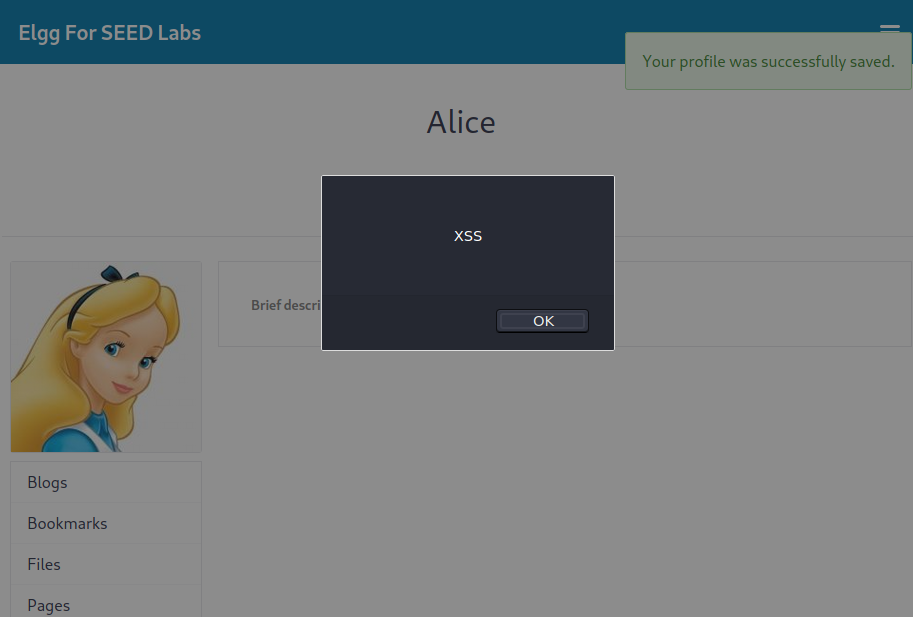 Elgg For SEED Labs
Your profile was successfully saved.
Alice
XSS
Brief descri
OK
Blogs
Bookmarks
Files
Pages